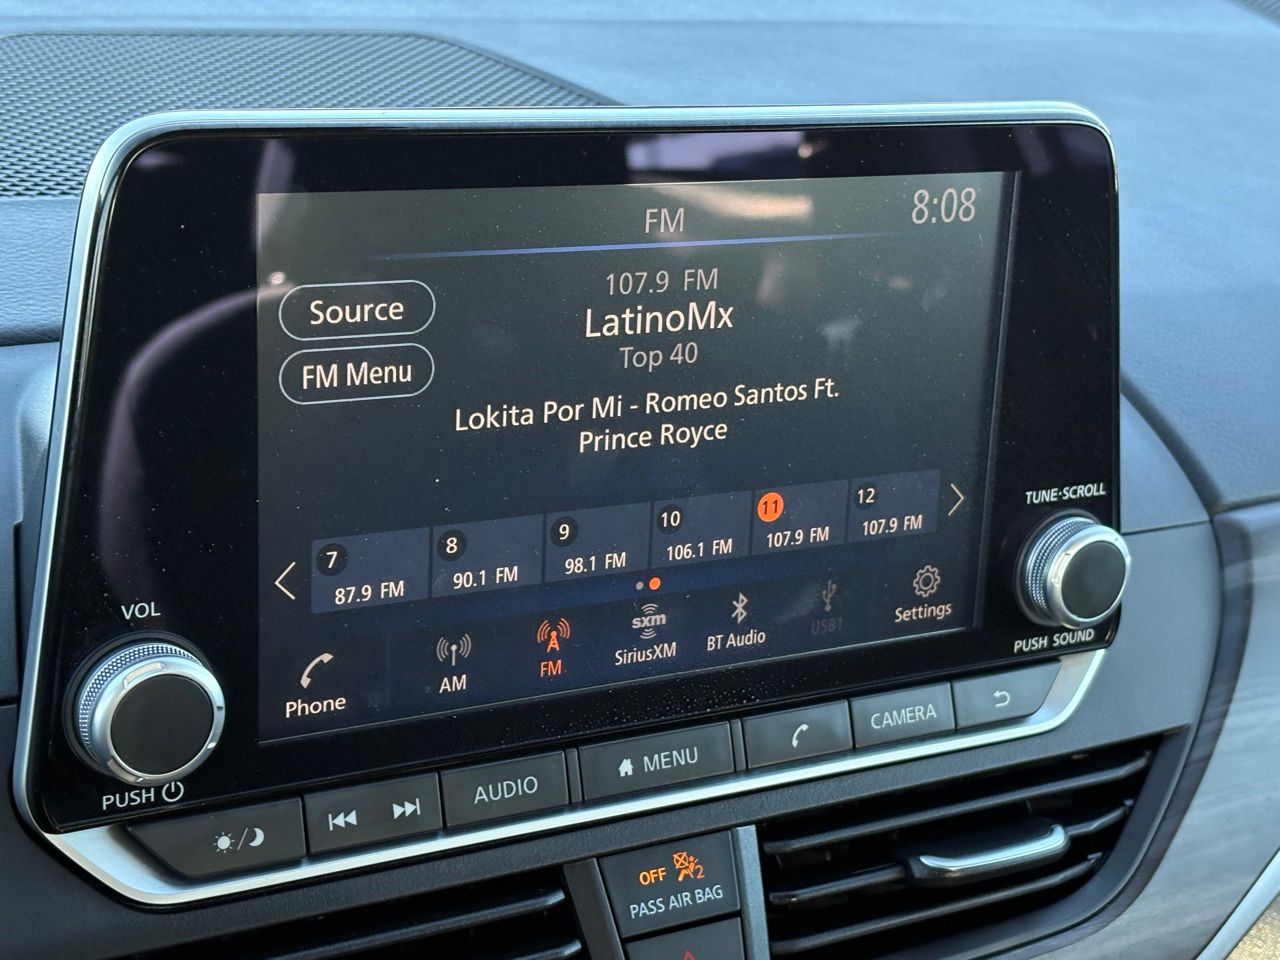 FM
8:08
Source
FM Menu
107.9 FM
LatinoMx
Top 40
Lokita Por Mi - Romeo Santos Ft.
Prince Royce
7
87.9 FM
8
90.1 FM
9
98.1 FM
10
106.1 FM
11
107.9 FM
12
107.9 FM
Phone
AM
FM
sxm
SiriusXM
BT Audio
USB1
Settings
VOL
PUSH
TUNE·SCROLL
PUSH SOUND
AUDIO
MENU
CAMERA
OFF
2
PASS AIR BAG